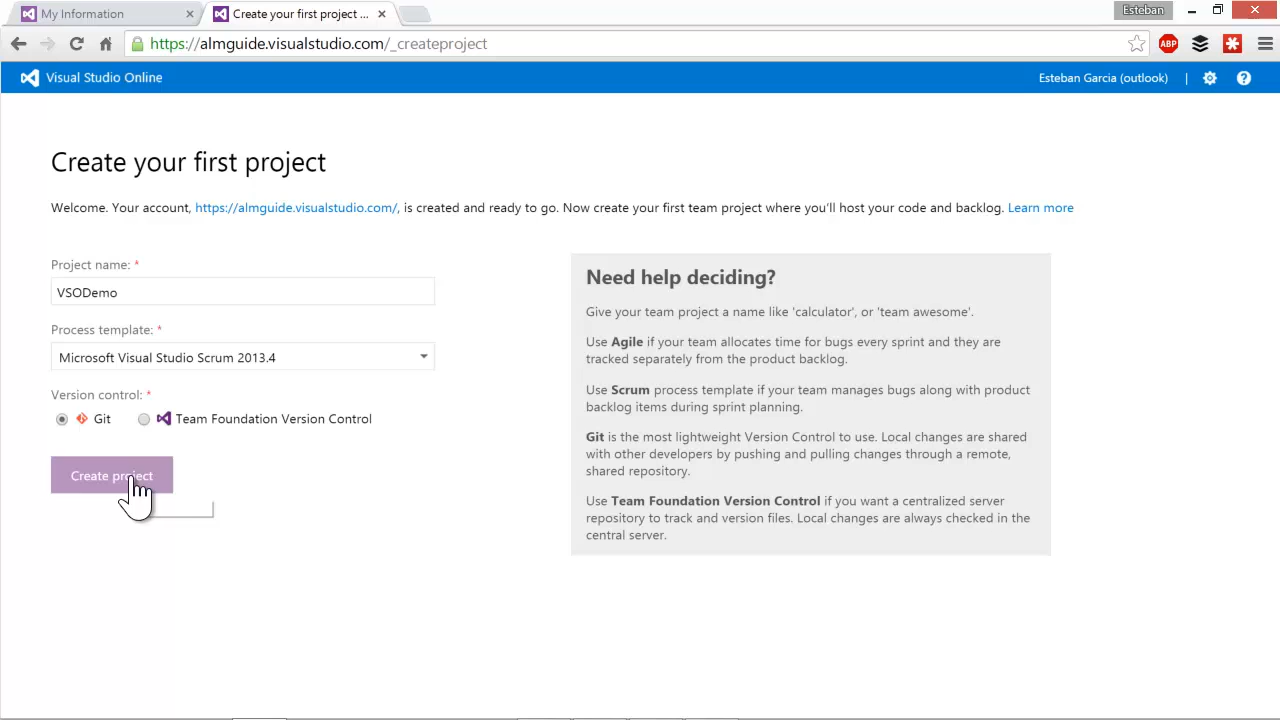 My Information
Create your first project ...
Esteban
https://almguide.visualstudio.com/_createproject
ABP
Visual Studio Online
Esteban Garcia (outlook) |
Create your first project
Welcome. Your account, https://almguide.visualstudio.com/, is created and ready to go. Now create your first team project where you'll host your code and backlog. Learn more
Project name: *
VSODemo
Process template: *
Microsoft Visual Studio Scrum 2013.4
Version control: *
Git Team Foundation Version Control
Create project
Need help deciding?
Give your team project a name like 'calculator', or 'team awesome'.
Use Agile if your team allocates time for bugs every sprint and they are
tracked separately from the product backlog.
Use Scrum process template if your team manages bugs along with product
backlog items during sprint planning.
Git is the most lightweight Version Control to use. Local changes are shared
with other developers by pushing and pulling changes through a remote,
shared repository.
Use Team Foundation Version Control if you want a centralized server
repository to track and version files. Local changes are always checked in the
central server.